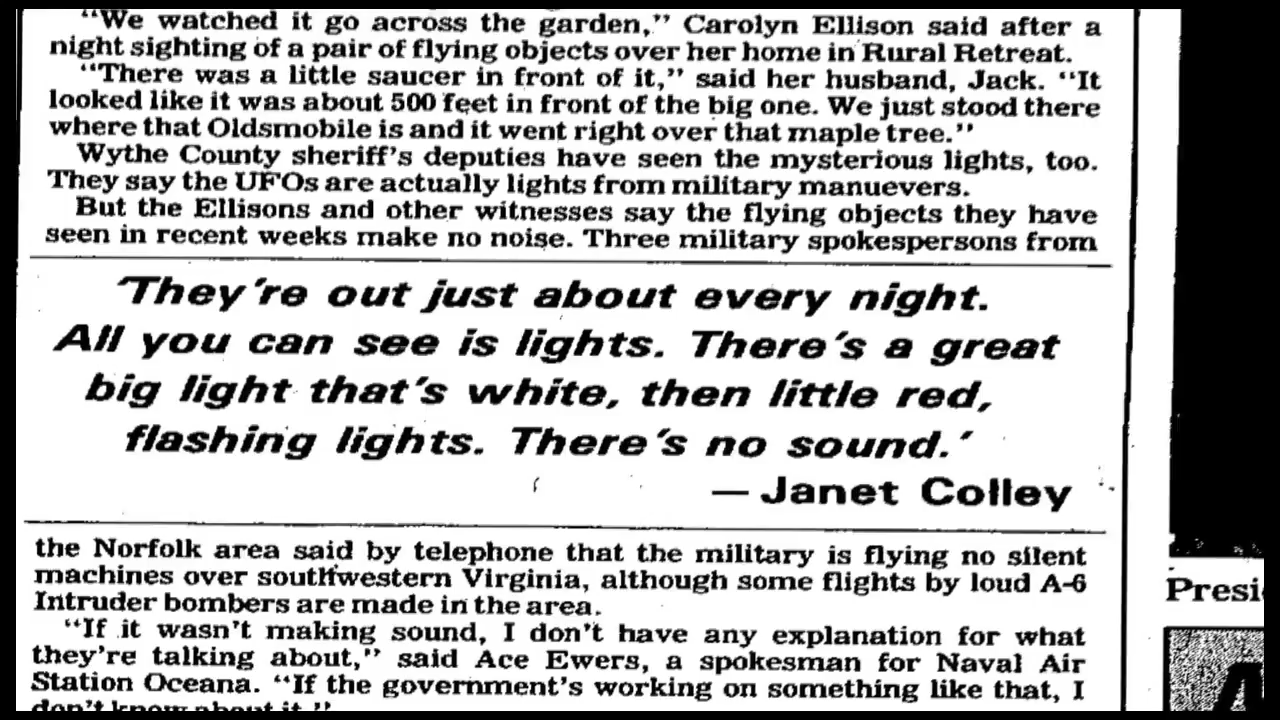 “We watched it go across the garden,” Carolyn Ellison said after a
night sighting of a pair of flying objects over her home in Rural Retreat.
“There was a little saucer in front of it,” said her husband, Jack. “It
looked like it was about 500 feet in front of the big one. We just stood there
where that Oldsmobile is and it went right over that maple tree.”
Wythe County sheriff’s deputies have seen the mysterious lights, too.
They say the UFOs are actually lights from military manuevers.
But the Ellisons and other witnesses say the flying objects they have
seen in recent weeks make no noise. Three military spokespersons from
‘They’re out just about every night.
All you can see is lights. There’s a great
big light that’s white, then little red,
flashing lights. There’s no sound.’
— Janet Colley
the Norfolk area said by telephone that the military is flying no silent
machines over southwestern Virginia, although some flights by loud A-6
Intruder bombers are made in the area.
“If it wasn’t making sound, I don’t have any explanation for what
they’re talking about,” said Ace Ewers, a spokesman for Naval Air
Station Oceana. “If the government’s working on something like that, I
don’t know about it.”
Presi